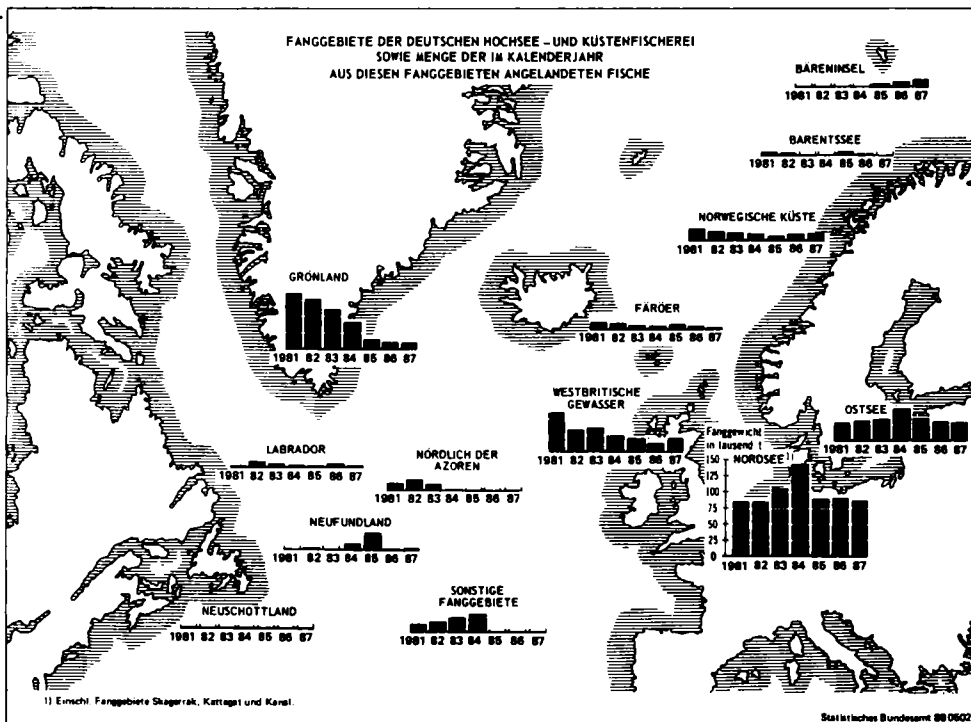 FANGGEBIETE DER DEUTSCHEN HOCHSEE – UND KÜSTENFISCHEREI
SOWIE MENGE DER IM KALENDERJAHR
AUS DIESEN FANGGEBIETEN ANGELANDETEN FISCHE
BÄRENINSEL
1981 82 83 84 85 86 87
BARENTSSEE
1981 82 83 84 85 86 87
NORWEGISCHE KÜSTE
1981 82 83 84 85 86 87
GRÖNLAND
1981 82 83 84 85 86 87
FÄRÖER
1981 82 83 84 85 86 87
WESTBRITISCHE
GEWÄSSER
1981 82 83 84 85 86 87
OSTSEE
1981 82 83 84 85 86 87
Fanggewicht
in tausend t
NORDSEE 1)
150
125
100
75
50
25
0
1981 82 83 84 85 86 87
LABRADOR
1981 82 83 84 85 86 87
NÖRDLICH DER
AZOREN
1981 82 83 84 85 86 87
NEUFUNDLAND
1981 82 83 84 85 86 87
SONSTIGE
FANGGEBIETE
1981 82 83 84 85 86 87
NEUSCHOTTLAND
1981 82 83 84 85 86 87
1) Einschl. Fanggebiete Skagerrak, Kattegat und Kanal.
Statistisches Bundesamt 88 0502